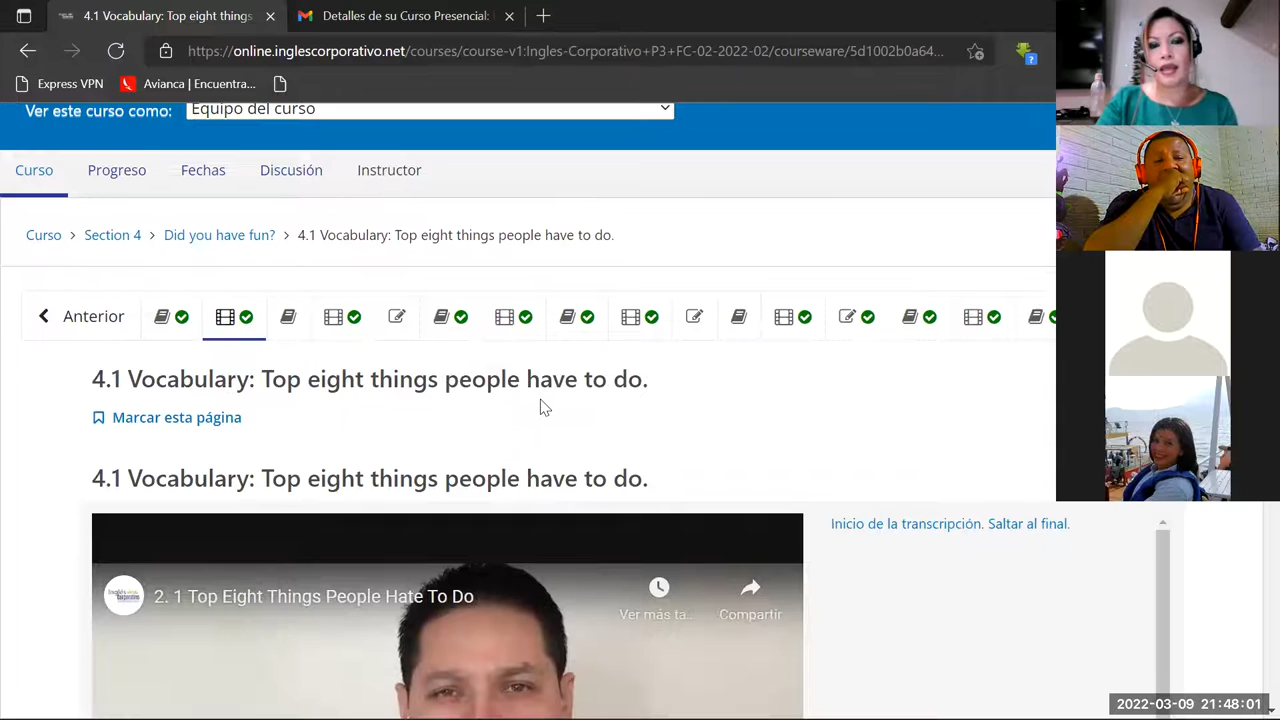 4.1 Vocabulary: Top eight things
Detalles de su Curso Presencial:
https://online.inglescorporativo.net/courses/course-v1:Ingles-Corporativo+P3+FC-02-2022-02/courseware/5d1002b0a64...
Express VPN
Avianca | Encuentra...
Ver este curso como:
Equipo del curso
Curso
Progreso
Fechas
Discusión
Instructor
Curso > Section 4 > Did you have fun? > 4.1 Vocabulary: Top eight things people have to do.
Anterior
4.1 Vocabulary: Top eight things people have to do.
Marcar esta página
4.1 Vocabulary: Top eight things people have to do.
Inicio de la transcripción. Saltar al final.
2. 1 Top Eight Things People Hate To Do
Ver más ta...
Compartir
2022-03-09 21:48:01